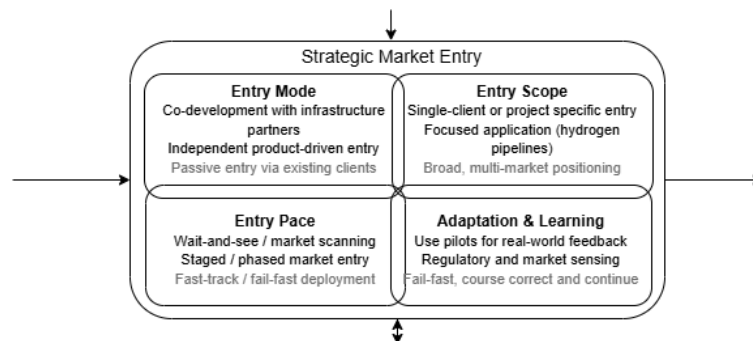 Strategic Market Entry
Entry Mode
Co-development with infrastructure
partners
Independent product-driven entry
Passive entry via existing clients
Entry Scope
Single-client or project specific entry
Focused application (hydrogen
pipelines)
Broad, multi-market positioning
Entry Pace
Wait-and-see / market scanning
Staged / phased market entry
Fast-track / fail-fast deployment
Adaptation & Learning
Use pilots for real-world feedback
Regulatory and market sensing
Fail-fast, course correct and continue